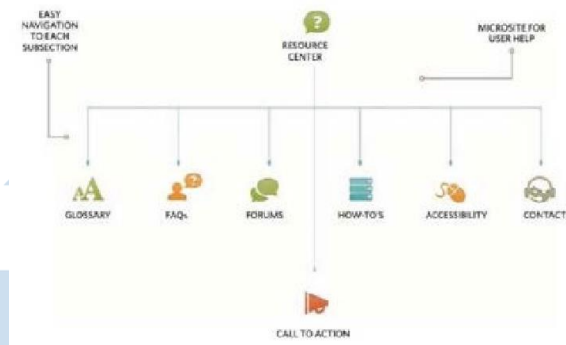 EASY
NAVIGATION
TO EACH
SUBSECTION
RESOURCE
CENTER
MICROSITE FOR
USER HELP
GLOSSARY
FAQs
FORUMS
HOW-TO'S
ACCESSIBILITY
CONTACT
CALL TO ACTION